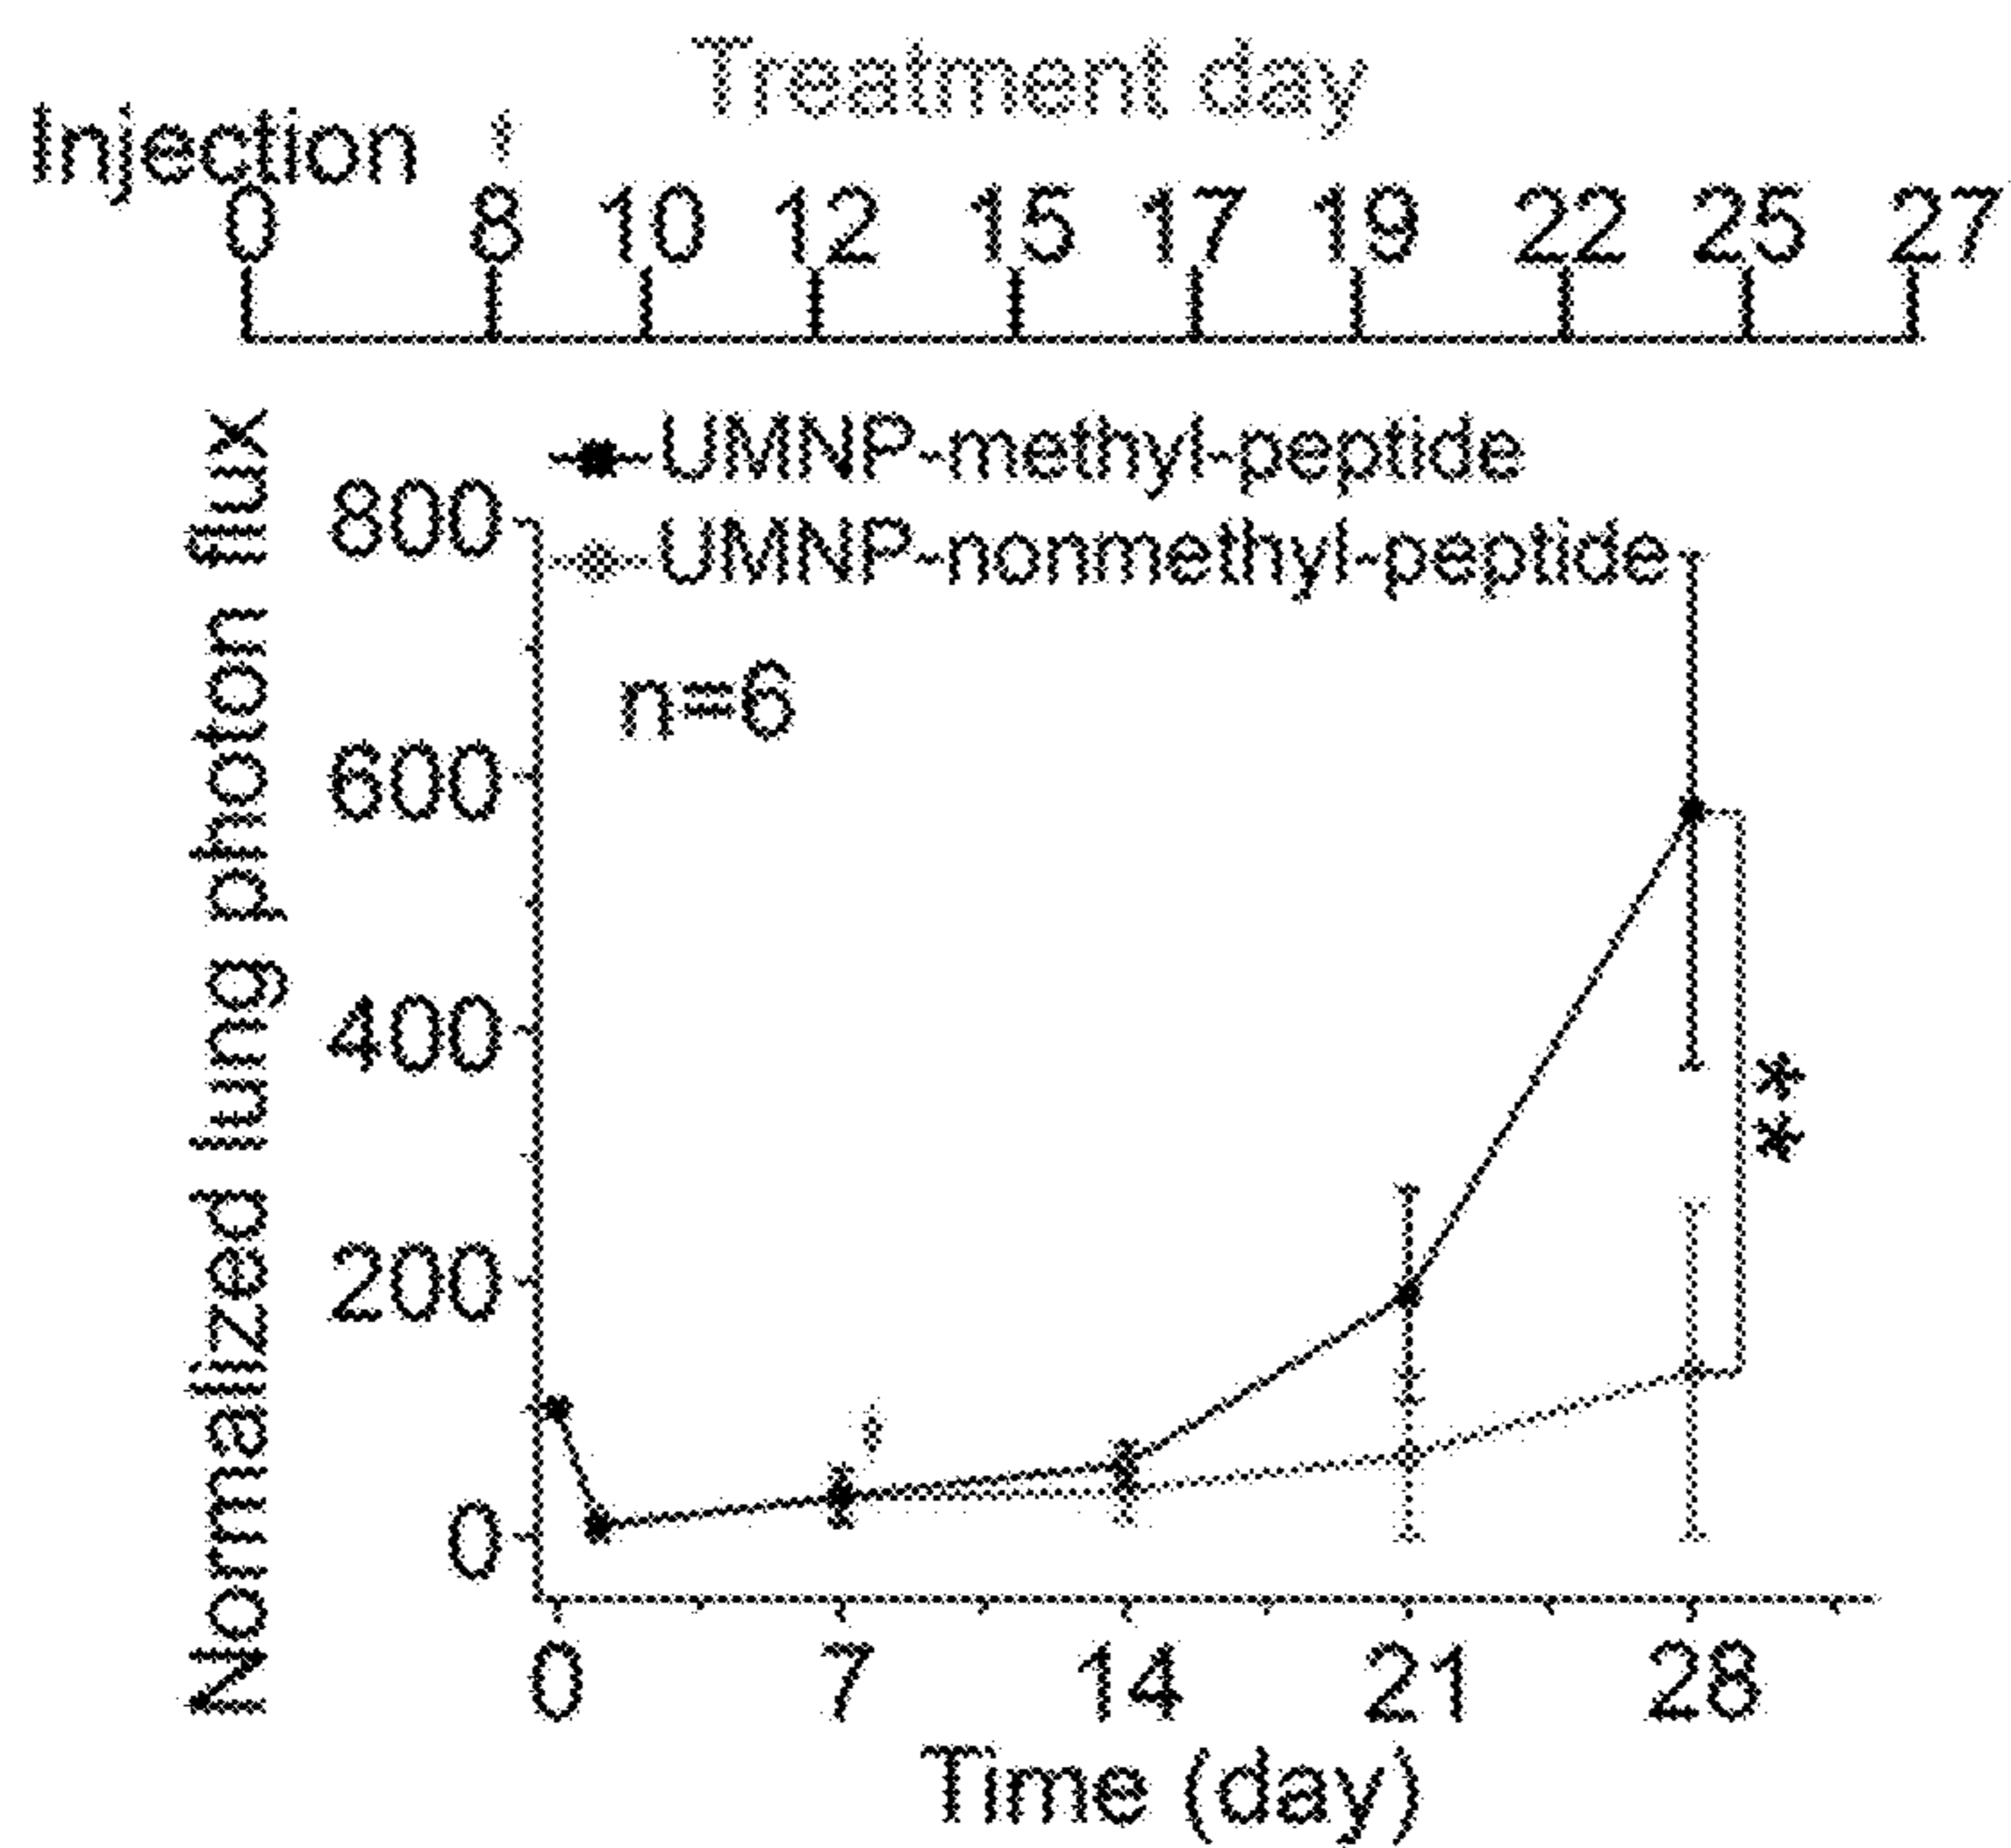 Treatment day
Injection
0 8 10 12 15 17 19 22 25 27
UMNP-methyl-peptide
UMNP-nonmethyl-peptide
n=6
Normalized lung photon flux
800
600
400
200
0
**
0 7 14 21 28
Time (day)